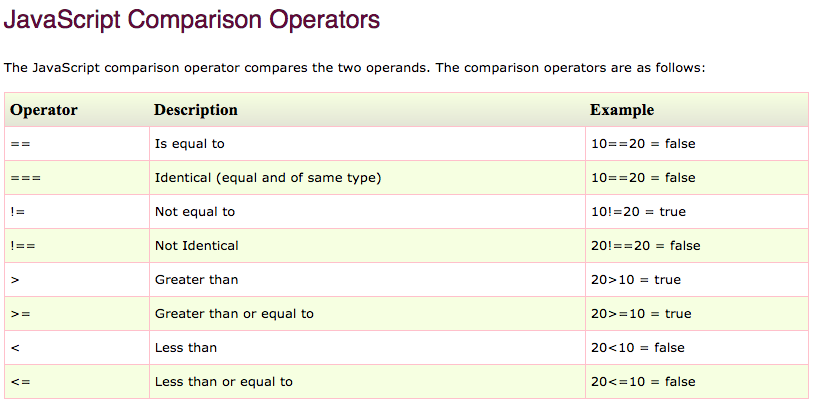 JavaScript Comparison Operators
The JavaScript comparison operator compares the two operands. The comparison operators are as follows:
Operator Description Example
== Is equal to 10==20 = false
=== Identical (equal and of same type) 10==20 = false
!= Not equal to 10!=20 = true
!== Not Identical 20!==20 = false
> Greater than 20>10 = true
>= Greater than or equal to 20>=10 = true
< Less than 20<10 = false
<= Less than or equal to 20<=10 = false